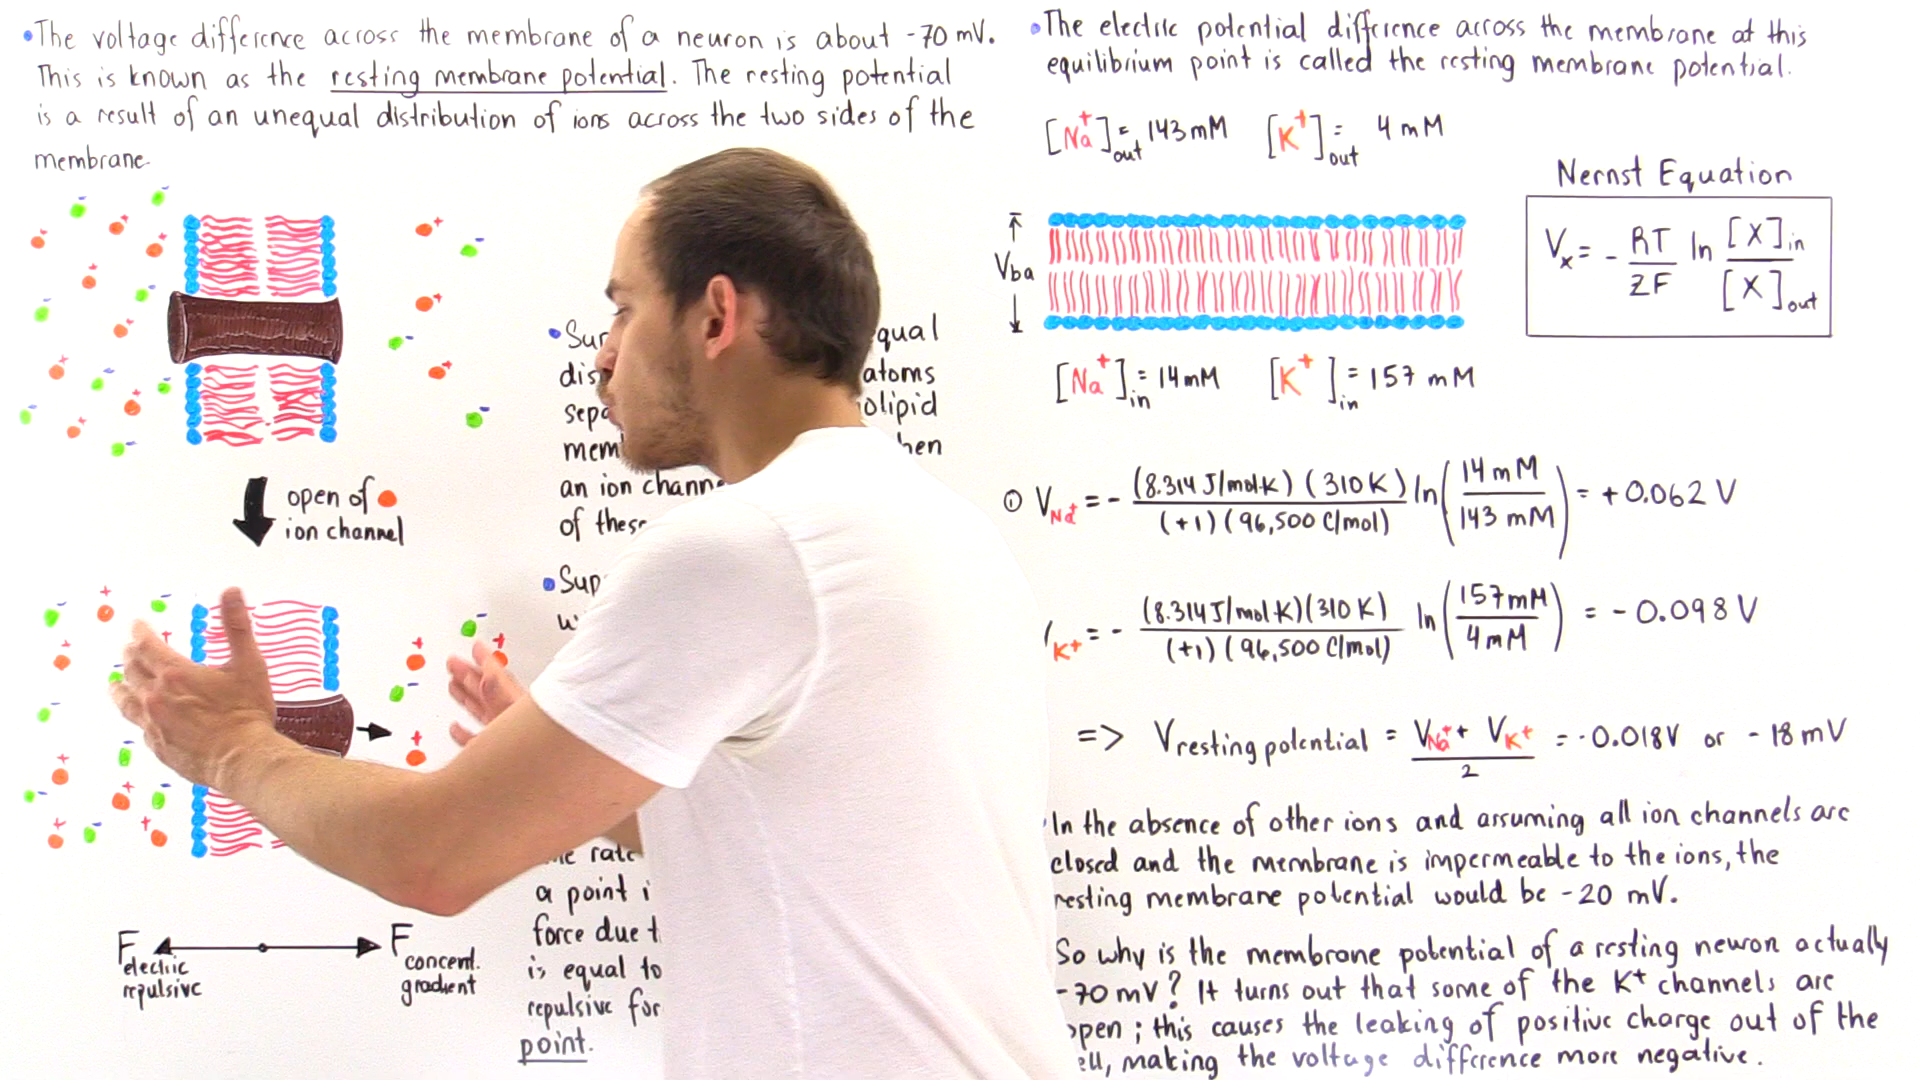 •The voltage difference across the membrane of a neuron is about -70 mV.
This is known as the resting membrane potential. The resting potential
is a result of an unequal distribution of ions across the two sides of the
membrane.
open of
ion channel
F electric repulsive
F concent. gradient
•
qual
atoms
olipid
an ion
of these
•
rate
a point
force due
is equal to
repulsive
point.
•The electric potential difference across the membrane at this
equilibrium point is called the resting membrane potential.
[Na+]out = 143 mM [K+]out = 4 mM
Vba
[Na+]in = 14 mM [K+]in = 157 mM
Nernst Equation
Vx = - RT/ZF ln [X]in/[X]out
① VNa+ = - (8.314 J/mol·K) (310 K)/(+1) (96,500 C/mol) ln (14 mM/143 mM) = +0.062 V
K+ = - (8.314 J/mol·K) (310 K)/(+1) (96,500 C/mol) ln (157 mM/4 mM) = -0.098 V
=> Vresting potential = VNa+ + VK+/2 = -0.018 V or -18 mV
In the absence of other ions and assuming all ion channels are
closed and the membrane is impermeable to the ions, the
resting membrane potential would be -20 mV.
So why is the membrane potential of a resting neuron actually
-70 mV? It turns out that some of the K+ channels are
open; this causes the leaking of positive charge out of the
ell, making the voltage difference more negative.